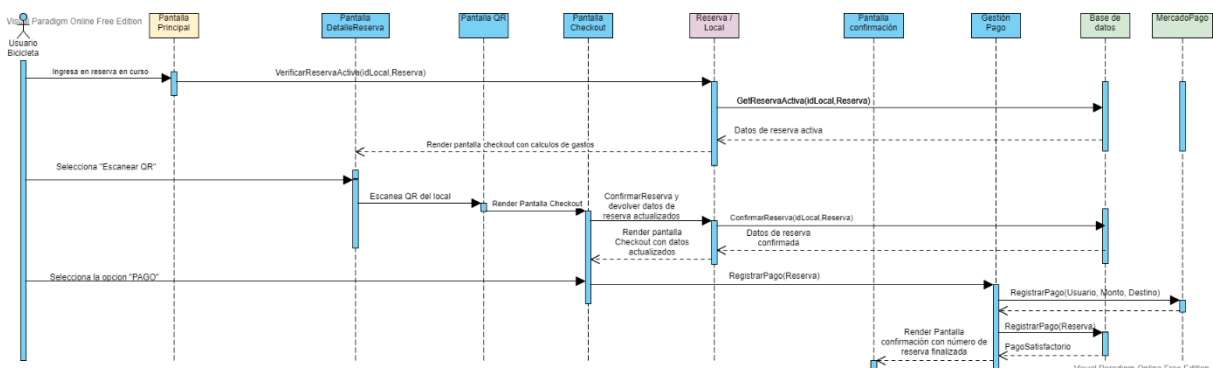 Visual Paradigm Online Free Edition
Usuario
Bicicleta
Pantalla
Principal
Pantalla
DetalleReserva
Pantalla QR
Pantalla
Checkout
Reserva /
Local
Pantalla
confirmación
Gestión
Pago
Base de
datos
MercadoPago
Ingresa en reserva en curso
VerificarReservaActiva(idLocal,Reserva)
GetReservaActiva(idLocal,Reserva)
Datos de reserva activa
Render pantalla checkout con calculos de gastos
Selecciona "Escanear QR"
Escanea QR del local
Render Pantalla Checkout
ConfirmarReserva y
devolver datos de
reserva actualizados
ConfirmarReserva(idLocal,Reserva)
Render pantalla
Checkout con datos
actualizados
Datos de reserva
confirmada
Selecciona la opcion "PAGO"
RegistrarPago(Reserva)
RegistrarPago(Usuario, Monto, Destino)
RegistrarPago(Reserva)
Render Pantalla
confirmación con número de
reserva finalizada
PagoSatisfactorio
Visual Paradigm Online Free Edition